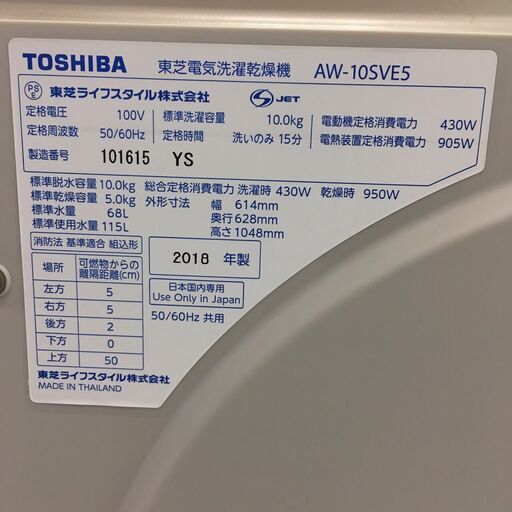 TOSHIBA 東芝電気洗濯乾燥機 AW-10SVE5
PS E 東芝ライフスタイル株式会社 S JET
定格電圧 100V 標準洗濯容量 10.0kg 電動機定格消費電力 430W
定格周波数 50/60Hz 定格時間 洗いのみ 15分 電熱装置定格消費電力 905W
製造番号 101615 YS
標準脱水容量 10.0kg 総合定格消費電力 洗濯時 430W 乾燥時 950W
標準乾燥容量 5.0kg 外形寸法 幅 614mm
標準水量 68L 奥行 628mm
標準使用水量 115L 高さ 1048mm
消防法 基準適合 組込形
場所 可燃物からの離隔距離(cm)
左方 5
右方 5
後方 2
下方 0
上方 50
2018 年製
日本国内専用
Use Only in Japan
50/60Hz 共用
東芝ライフスタイル株式会社
MADE IN THAILAND